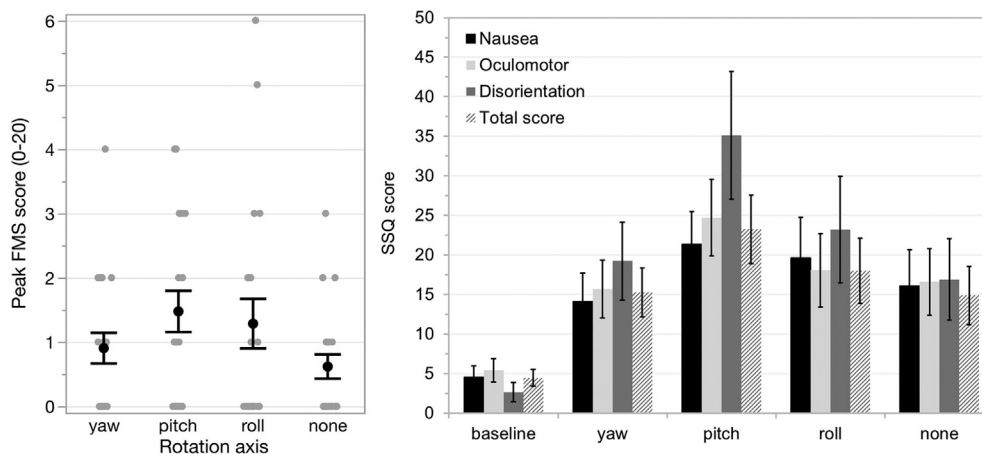 Peak FMS score (0-20)
6
5
4
3
2
1
0
yaw pitch roll none
Rotation axis
SSQ score
50
45
40
35
30
25
20
15
10
5
0
Nausea
Oculomotor
Disorientation
Total score
baseline yaw pitch roll none